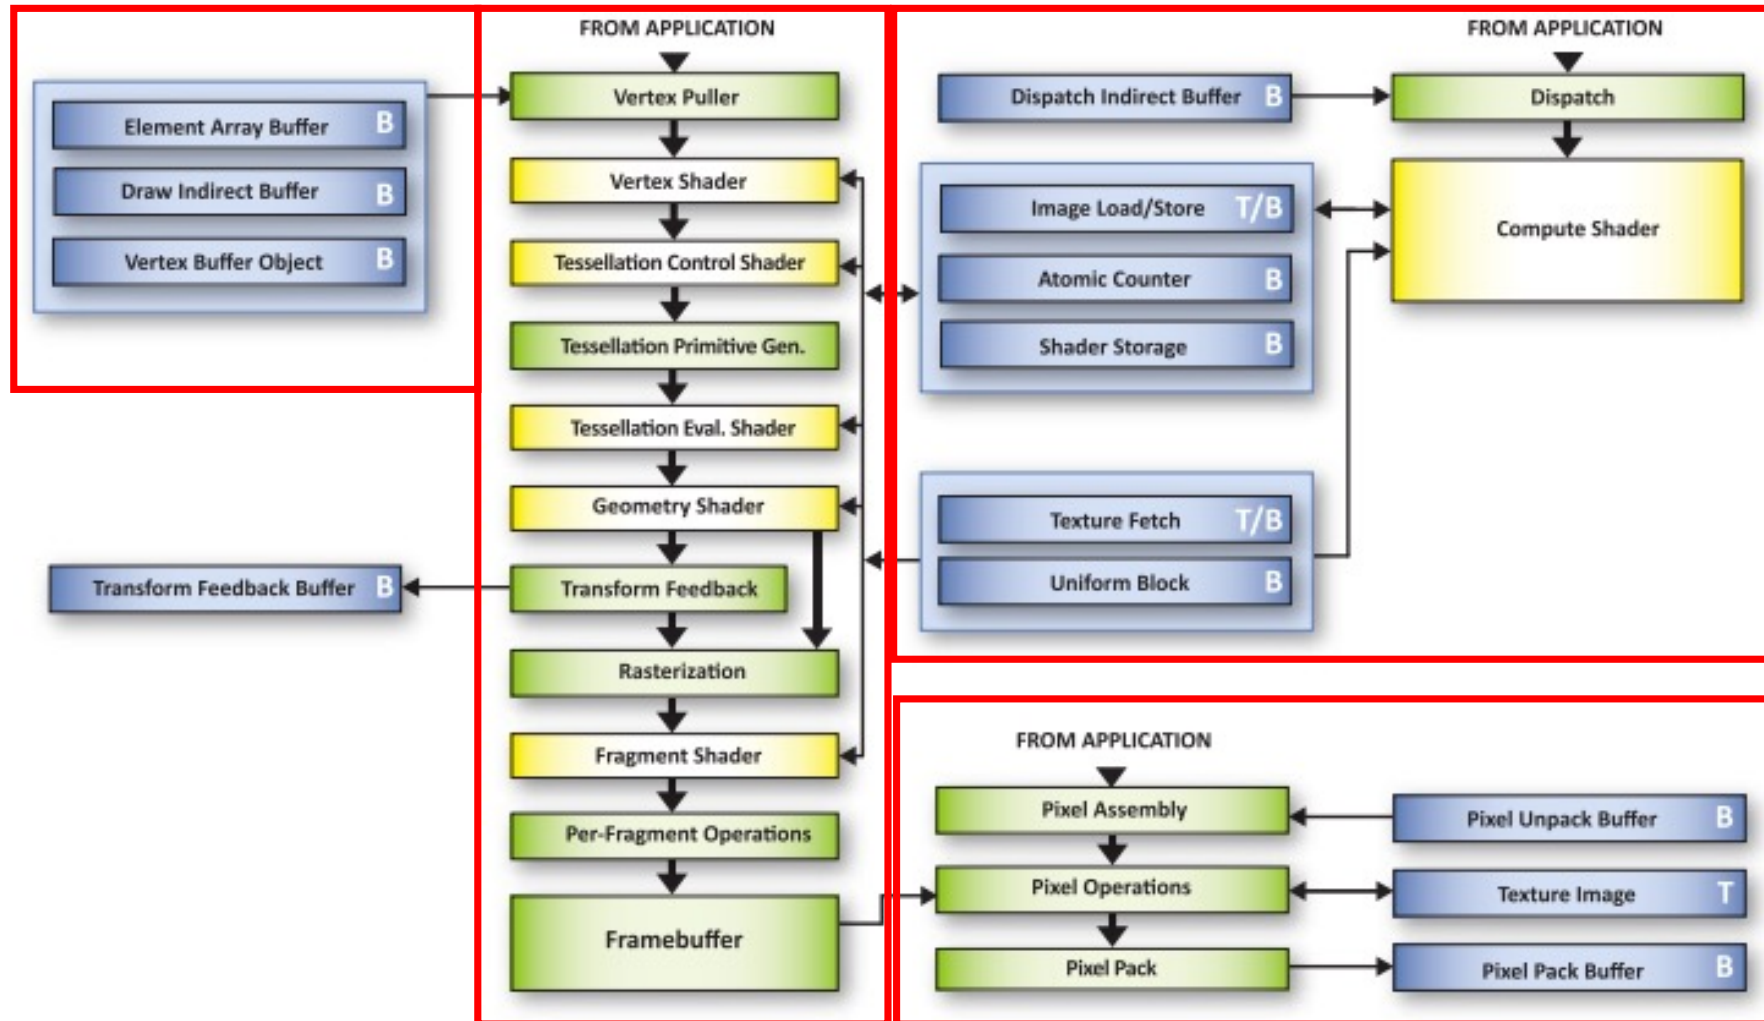 FROM APPLICATION
Vertex Puller
Element Array Buffer B
Draw Indirect Buffer B
Vertex Buffer Object B
Vertex Shader
Tessellation Control Shader
Tessellation Primitive Gen.
Tessellation Eval. Shader
Geometry Shader
Transform Feedback
Transform Feedback Buffer B
Rasterization
Fragment Shader
Per-Fragment Operations
Framebuffer
FROM APPLICATION
Dispatch Indirect Buffer B
Dispatch
Image Load/Store T/B
Atomic Counter B
Shader Storage B
Compute Shader
Texture Fetch T/B
Uniform Block B
FROM APPLICATION
Pixel Assembly
Pixel Unpack Buffer B
Pixel Operations
Texture Image T
Pixel Pack
Pixel Pack Buffer B